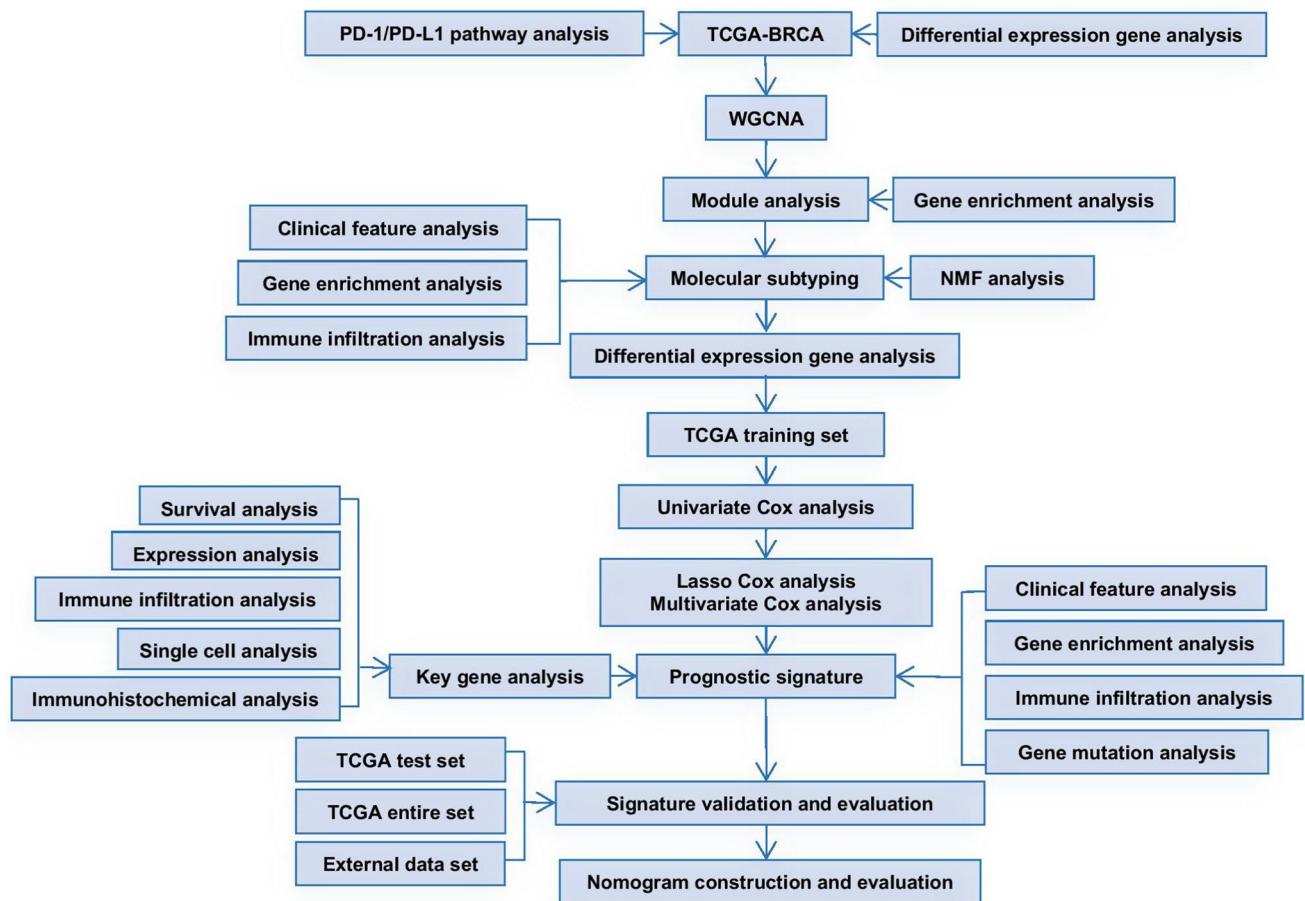 PD-1/PD-L1 pathway analysis
TCGA-BRCA
Differential expression gene analysis
WGCNA
Module analysis
Gene enrichment analysis
Clinical feature analysis
Gene enrichment analysis
Immune infiltration analysis
Molecular subtyping
NMF analysis
Differential expression gene analysis
TCGA training set
Univariate Cox analysis
Lasso Cox analysis
Multivariate Cox analysis
Survival analysis
Expression analysis
Immune infiltration analysis
Single cell analysis
Immunohistochemical analysis
Key gene analysis
Prognostic signature
Clinical feature analysis
Gene enrichment analysis
Immune infiltration analysis
Gene mutation analysis
TCGA test set
TCGA entire set
External data set
Signature validation and evaluation
Nomogram construction and evaluation